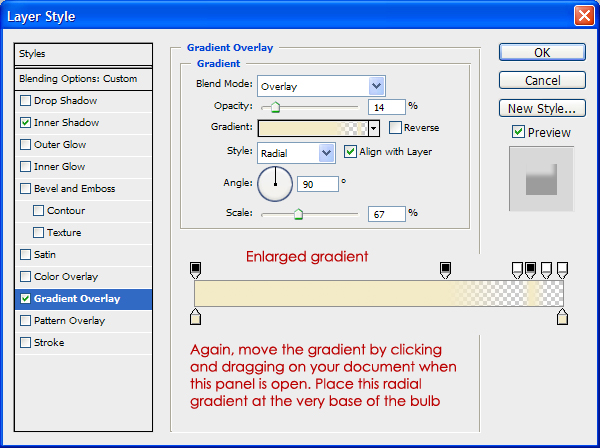 Layer Style
Styles
Blending Options: Custom
Drop Shadow
Inner Shadow
Outer Glow
Inner Glow
Bevel and Emboss
Contour
Texture
Satin
Color Overlay
Gradient Overlay
Pattern Overlay
Stroke
Gradient Overlay
Gradient
Blend Mode: Overlay
Opacity: 14 %
Gradient: Reverse
Style: Radial Align with Layer
Angle: 90 °
Scale: 67 %
Enlarged gradient
Again, move the gradient by clicking
and dragging on your document when
this panel is open. Place this radial
gradient at the very base of the bulb
OK
Cancel
New Style...
Preview